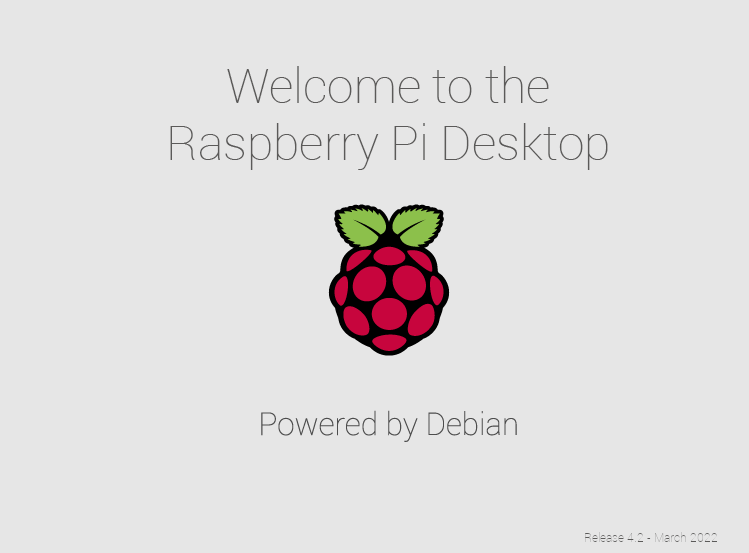 Welcome to the
Raspberry Pi Desktop
Powered by Debian
Release 4.2 - March 2022